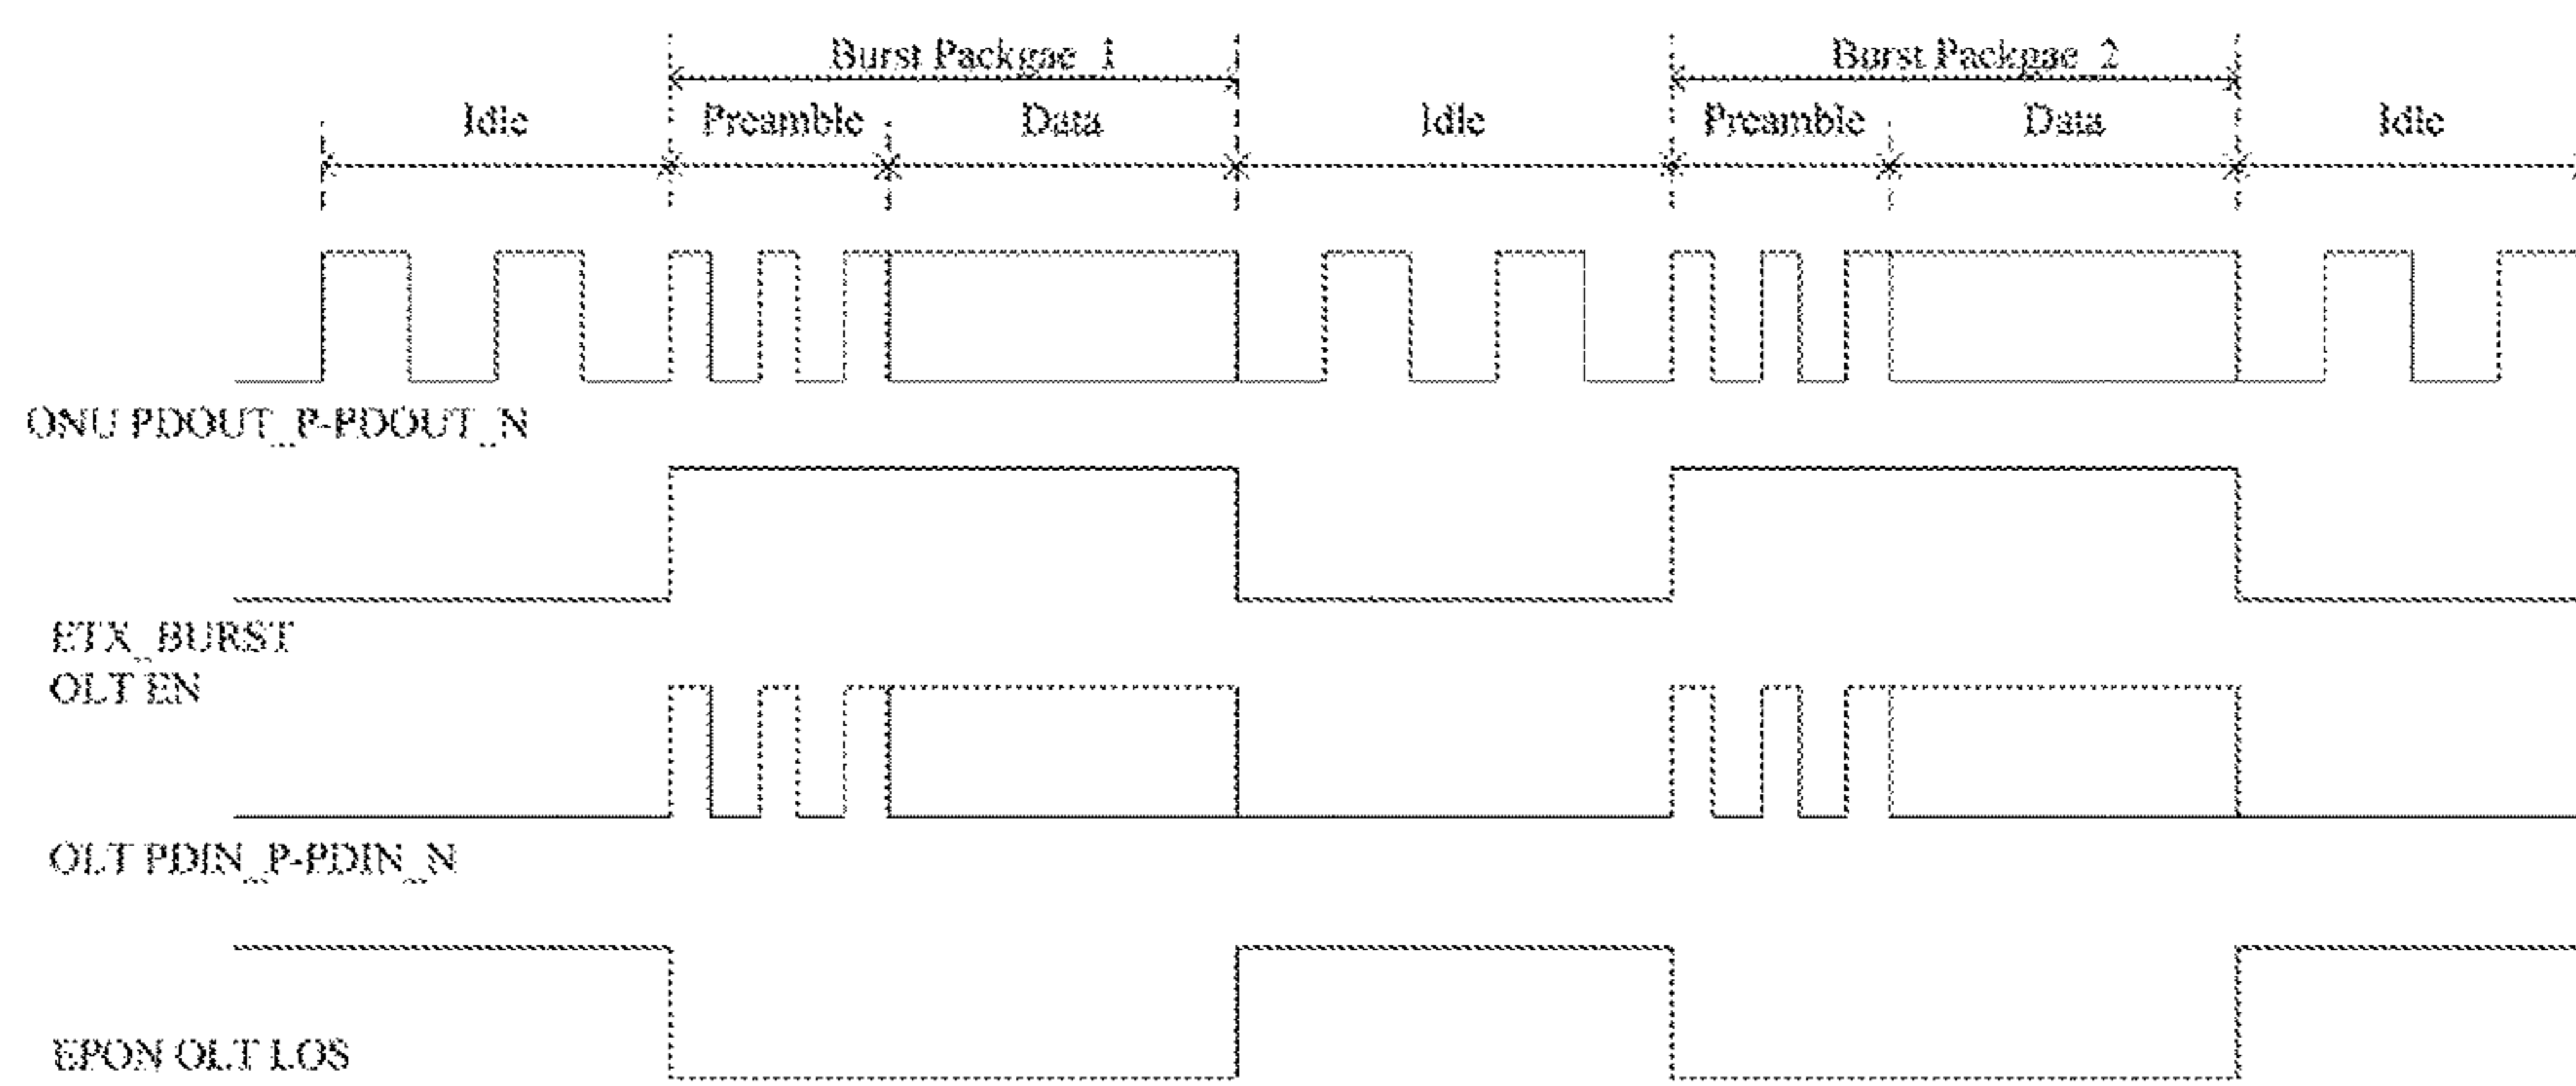 Burst Packgae_1 Burst Packgae_2
Idle Preamble Data Idle Preamble Data Idle
ONU PDOUT_P-PDOUT_N
ETX_BURST
OLT EN
OLT PDIN_P-PDIN_N
EPON OLT LOS